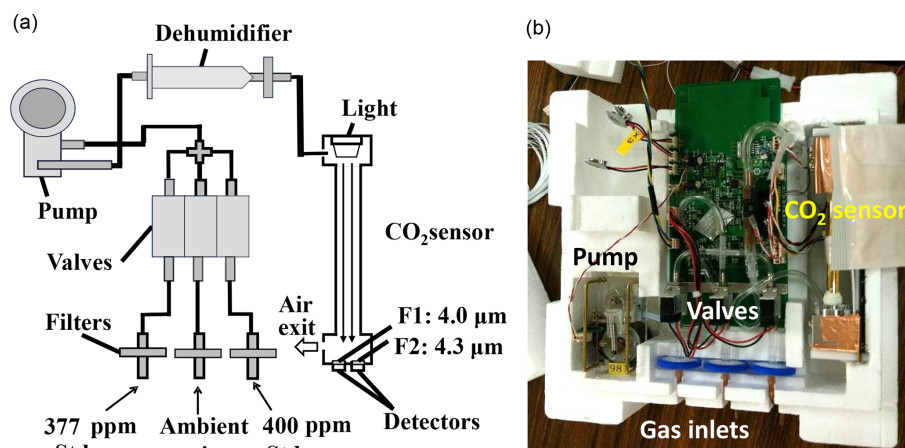 (a)
Dehumidifier
Light
Pump
CO₂sensor
Valves
Air
exit
F1: 4.0 μm
F2: 4.3 μm
Filters
377 ppm
Ambient
400 ppm
Detectors
(b)
CO₂ sensor
Pump
Valves
981
Gas inlets